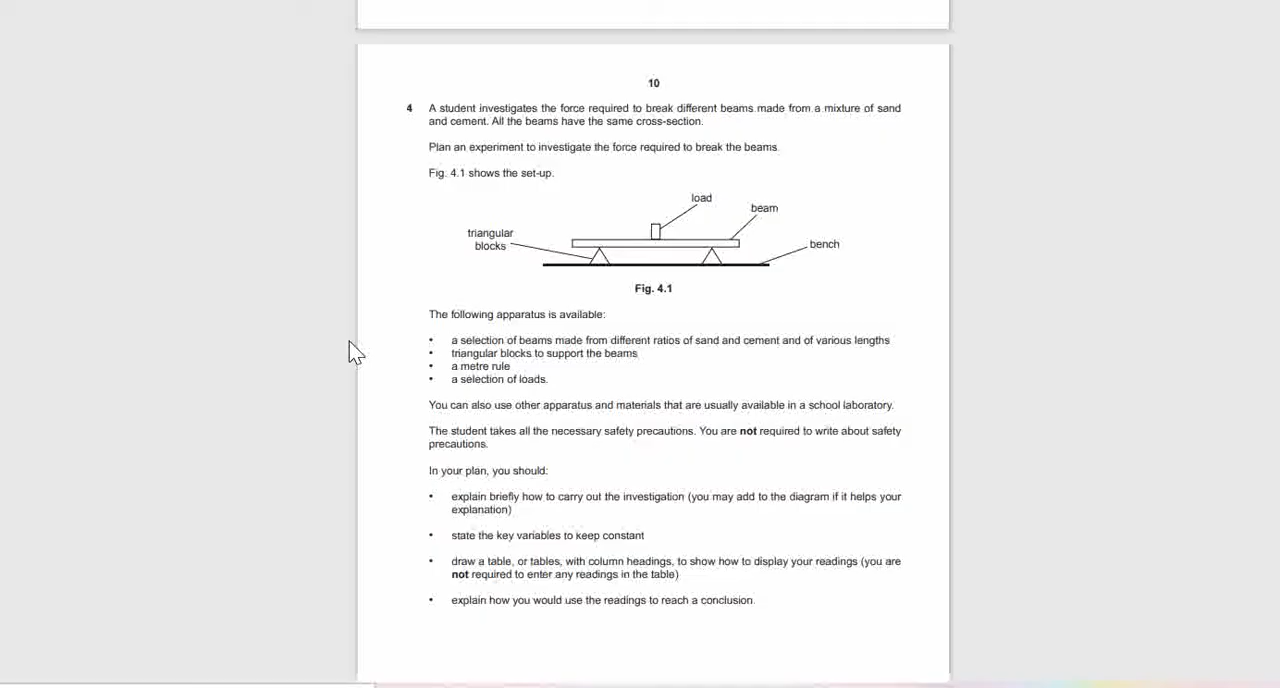 10
4 A student investigates the force required to break different beams made from a mixture of sand
and cement. All the beams have the same cross-section.
Plan an experiment to investigate the force required to break the beams.
Fig. 4.1 shows the set-up.
load
beam
triangular
blocks
bench
Fig. 4.1
The following apparatus is available:
• a selection of beams made from different ratios of sand and cement and of various lengths
• triangular blocks to support the beams
• a metre rule
• a selection of loads.
You can also use other apparatus and materials that are usually available in a school laboratory.
The student takes all the necessary safety precautions. You are not required to write about safety
precautions.
In your plan, you should:
• explain briefly how to carry out the investigation (you may add to the diagram if it helps your
explanation)
• state the key variables to keep constant
• draw a table, or tables, with column headings, to show how to display your readings (you are
not required to enter any readings in the table)
• explain how you would use the readings to reach a conclusion.